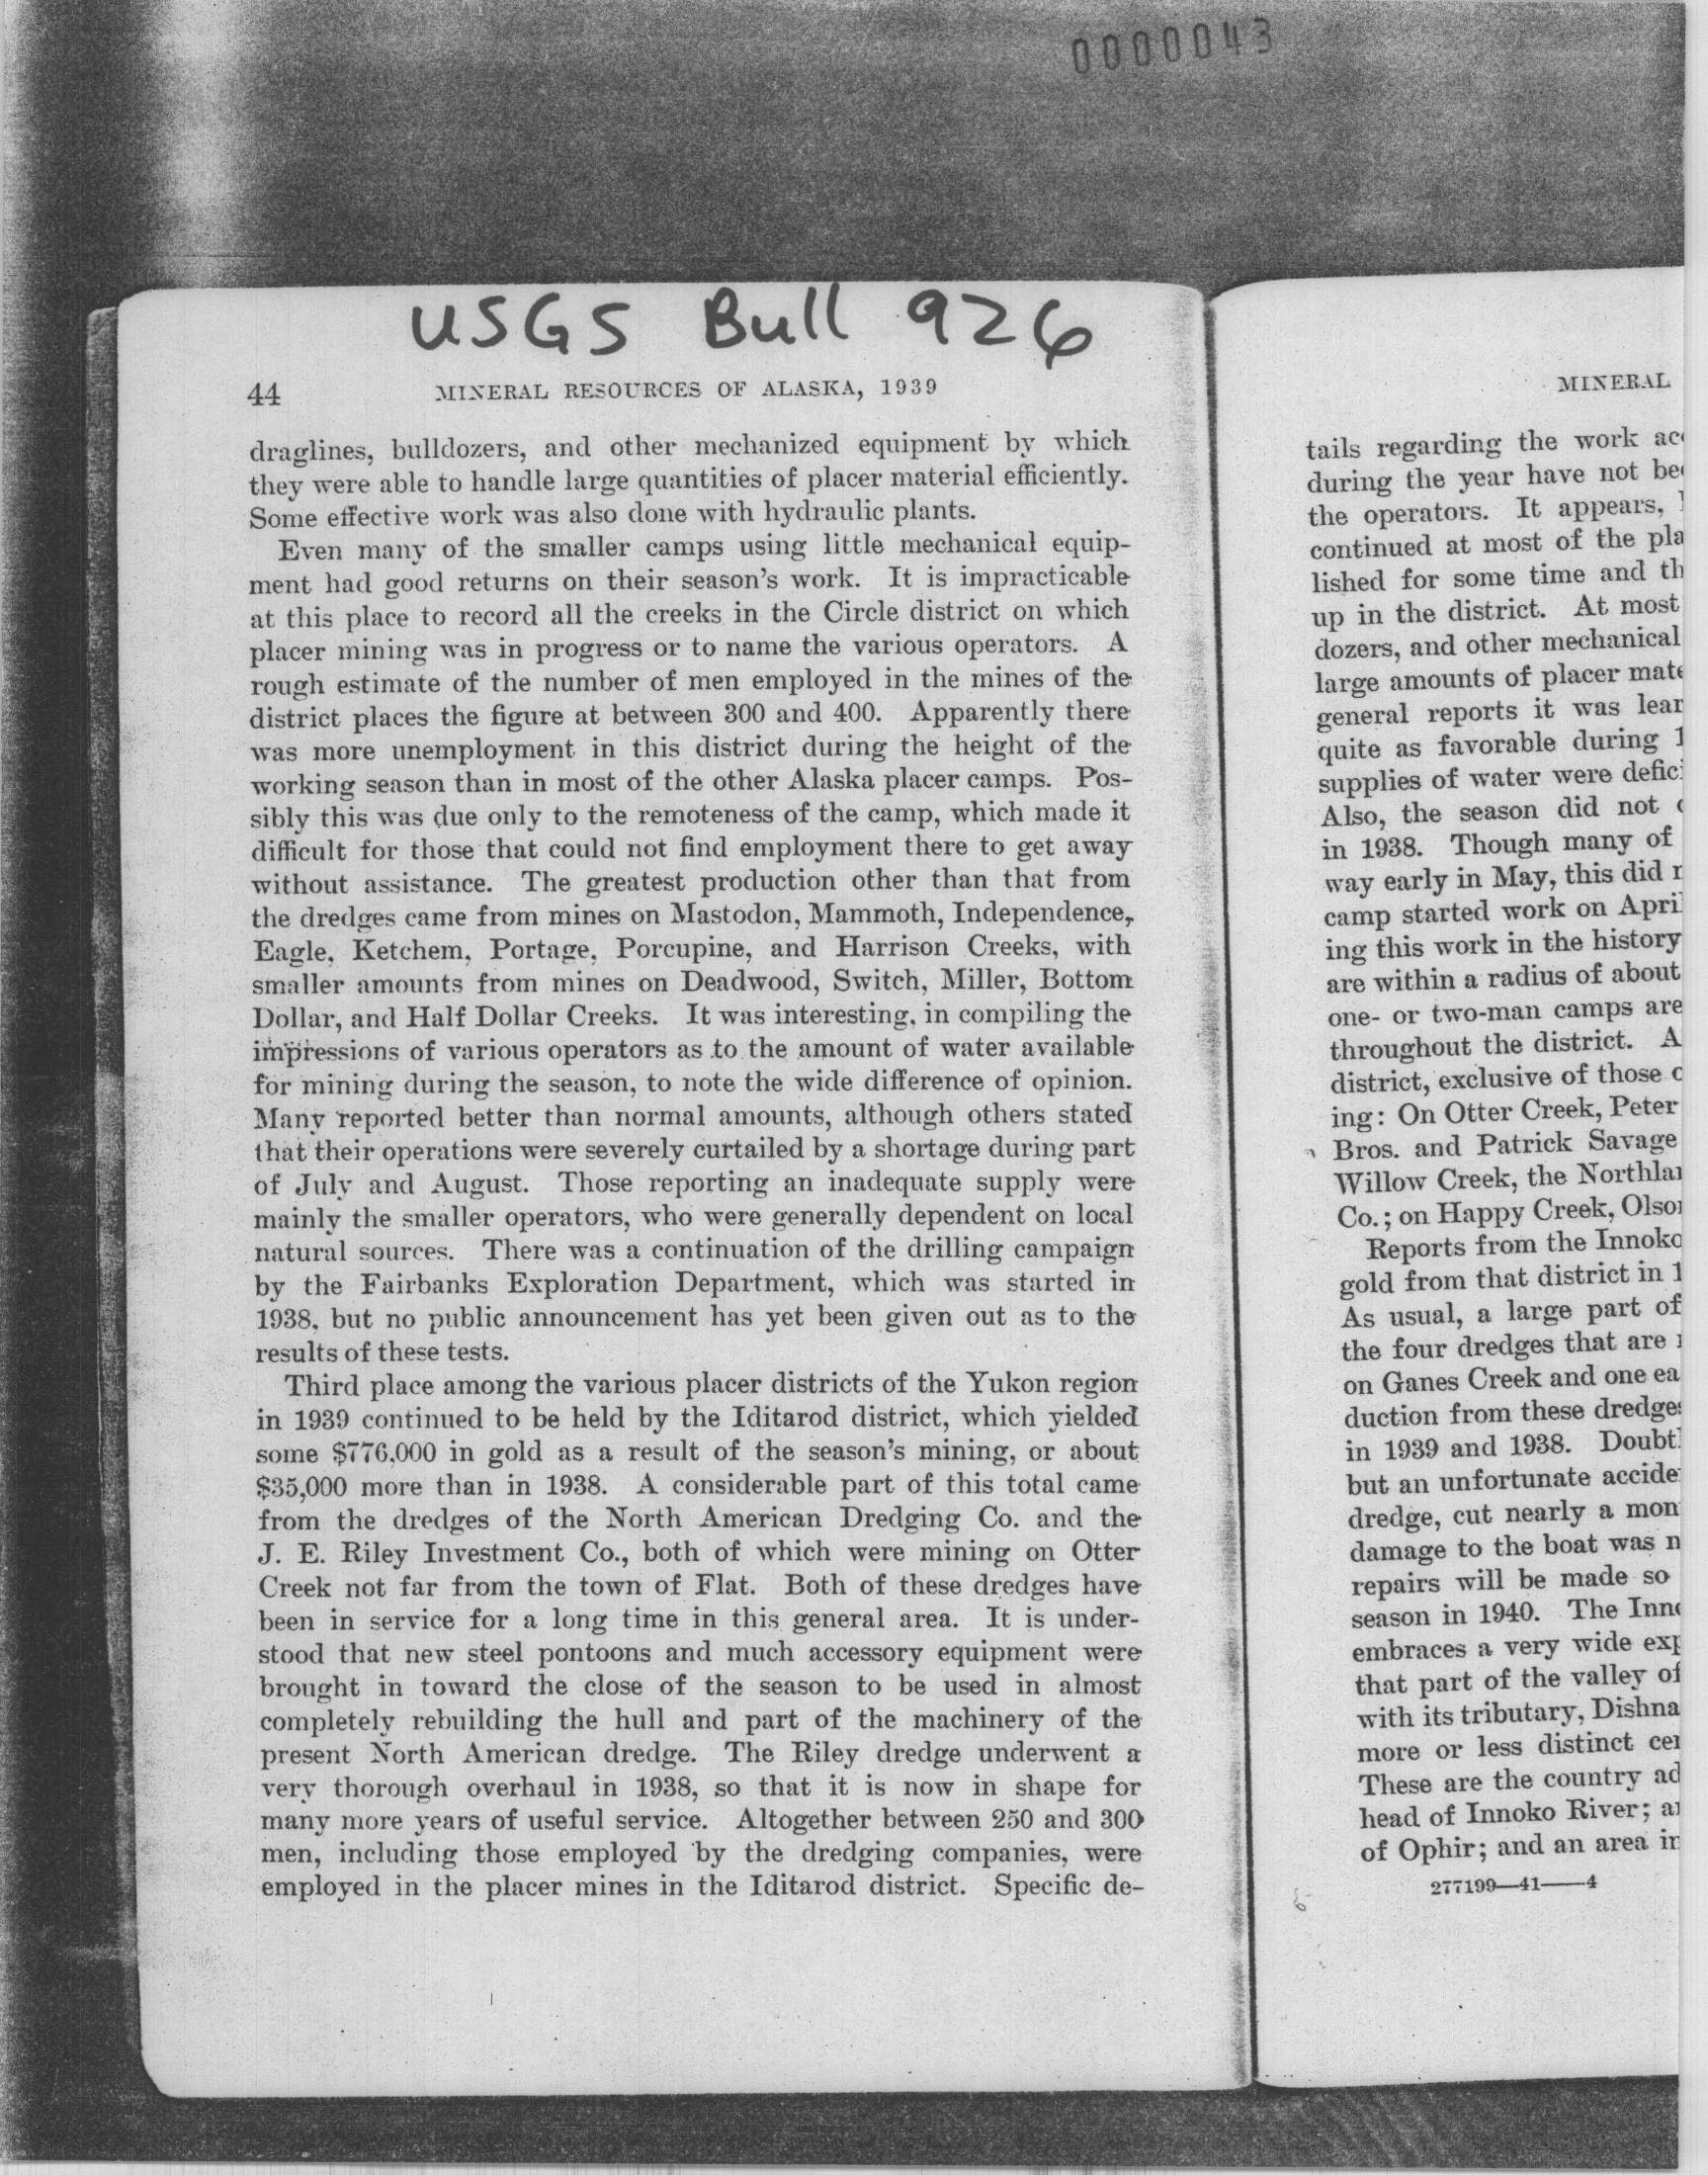 0000043
USGS Bull 926
44 MINERAL RESOURCES OF ALASKA, 1939
draglines, bulldozers, and other mechanized equipment by which
they were able to handle large quantities of placer material efficiently.
Some effective work was also done with hydraulic plants.
Even many of the smaller camps using little mechanical equip-
ment had good returns on their season's work. It is impracticable
at this place to record all the creeks in the Circle district on which
placer mining was in progress or to name the various operators. A
rough estimate of the number of men employed in the mines of the
district places the figure at between 300 and 400. Apparently there
was more unemployment in this district during the height of the
working season than in most of the other Alaska placer camps. Pos-
sibly this was due only to the remoteness of the camp, which made it
difficult for those that could not find employment there to get away
without assistance. The greatest production other than that from
the dredges came from mines on Mastodon, Mammoth, Independence,
Eagle, Ketchem, Portage, Porcupine, and Harrison Creeks, with
smaller amounts from mines on Deadwood, Switch, Miller, Bottom
Dollar, and Half Dollar Creeks. It was interesting, in compiling the
impressions of various operators as to the amount of water available
for mining during the season, to note the wide difference of opinion.
Many reported better than normal amounts, although others stated
that their operations were severely curtailed by a shortage during part
of July and August. Those reporting an inadequate supply were
mainly the smaller operators, who were generally dependent on local
natural sources. There was a continuation of the drilling campaign
by the Fairbanks Exploration Department, which was started in
1938, but no public announcement has yet been given out as to the
results of these tests.
Third place among the various placer districts of the Yukon region
in 1939 continued to be held by the Iditarod district, which yielded
some $776,000 in gold as a result of the season's mining, or about
$35,000 more than in 1938. A considerable part of this total came
from the dredges of the North American Dredging Co. and the
J. E. Riley Investment Co., both of which were mining on Otter
Creek not far from the town of Flat. Both of these dredges have
been in service for a long time in this general area. It is under-
stood that new steel pontoons and much accessory equipment were
brought in toward the close of the season to be used in almost
completely rebuilding the hull and part of the machinery of the
present North American dredge. The Riley dredge underwent a
very thorough overhaul in 1938, so that it is now in shape for
many more years of useful service. Altogether between 250 and 300
men, including those employed by the dredging companies, were
employed in the placer mines in the Iditarod district. Specific de-
MINERAL
tails regarding the work
during the year have not
the operators. It appears,
continued at most of the
lished for some time and
up in the district. At most
dozers, and other mechanical
large amounts of placer
general reports it was
quite as favorable during
supplies of water were
Also, the season did not
in 1938. Though many of
way early in May, this did
camp started work on
ing this work in the history
are within a radius of about
one- or two-man camps are
throughout the district. A
district, exclusive of those
ing: On Otter Creek, Peter
Bros. and Patrick Savage
Willow Creek, the
Co.; on Happy Creek,
Reports from the
gold from that district in
As usual, a large part of
the four dredges that are
on Ganes Creek and one
duction from these
in 1939 and 1938.
but an unfortunate
dredge, cut nearly a
damage to the boat was
repairs will be made so
season in 1940. The
embraces a very wide
that part of the valley of
with its tributary,
more or less distinct
These are the country
head of Innoko River;
of Ophir; and an area
277199—41——4